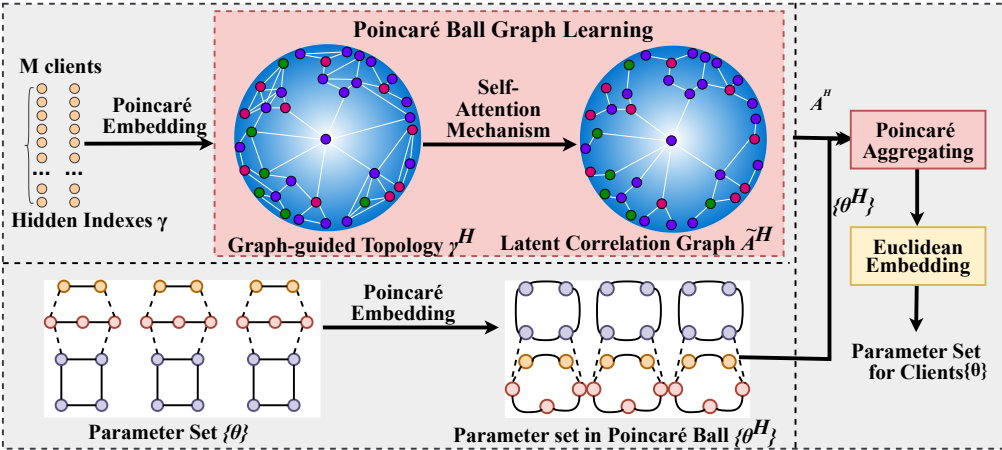 Poincaré Ball Graph Learning
M clients
Poincaré
Embedding
...
...
Hidden Indexes γ
Self-
Attention
Mechanism
Graph-guided Topology γ^H
Latent Correlation Graph Ã^H
A^H
Poincaré
Aggregating
{θ^H}
Euclidean
Embedding
Parameter Set
for Clients{θ}
Poincaré
Embedding
Parameter Set {θ}
Parameter set in Poincaré Ball {θ^H}